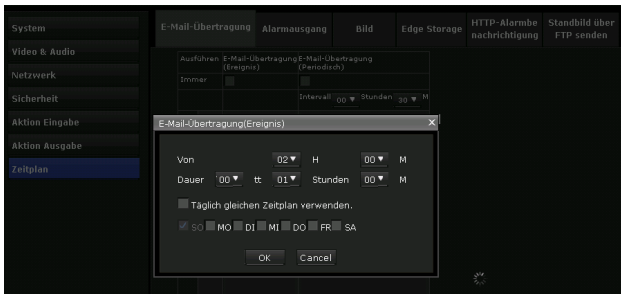 System
Video & Audio
Netzwerk
Sicherheit
Aktion Eingabe
Aktion Ausgabe
Zeitplan
E-Mail-Übertragung Alarmausgang Bild Edge Storage HTTP-Alarmbe Standbild über
nachrichtigung FTP senden
Ausführen E-Mail-Übertragung E-Mail-Übertragung
(Ereignis) (Periodisch)
Immer
Intervall 00 Stunden 30 M
E-Mail-Übertragung(Ereignis) X
Von 02 H 00 M
Dauer 00 tt 01 Stunden 00 M
Täglich gleichen Zeitplan verwenden.
SO MO DI MI DO FR SA
OK Cancel